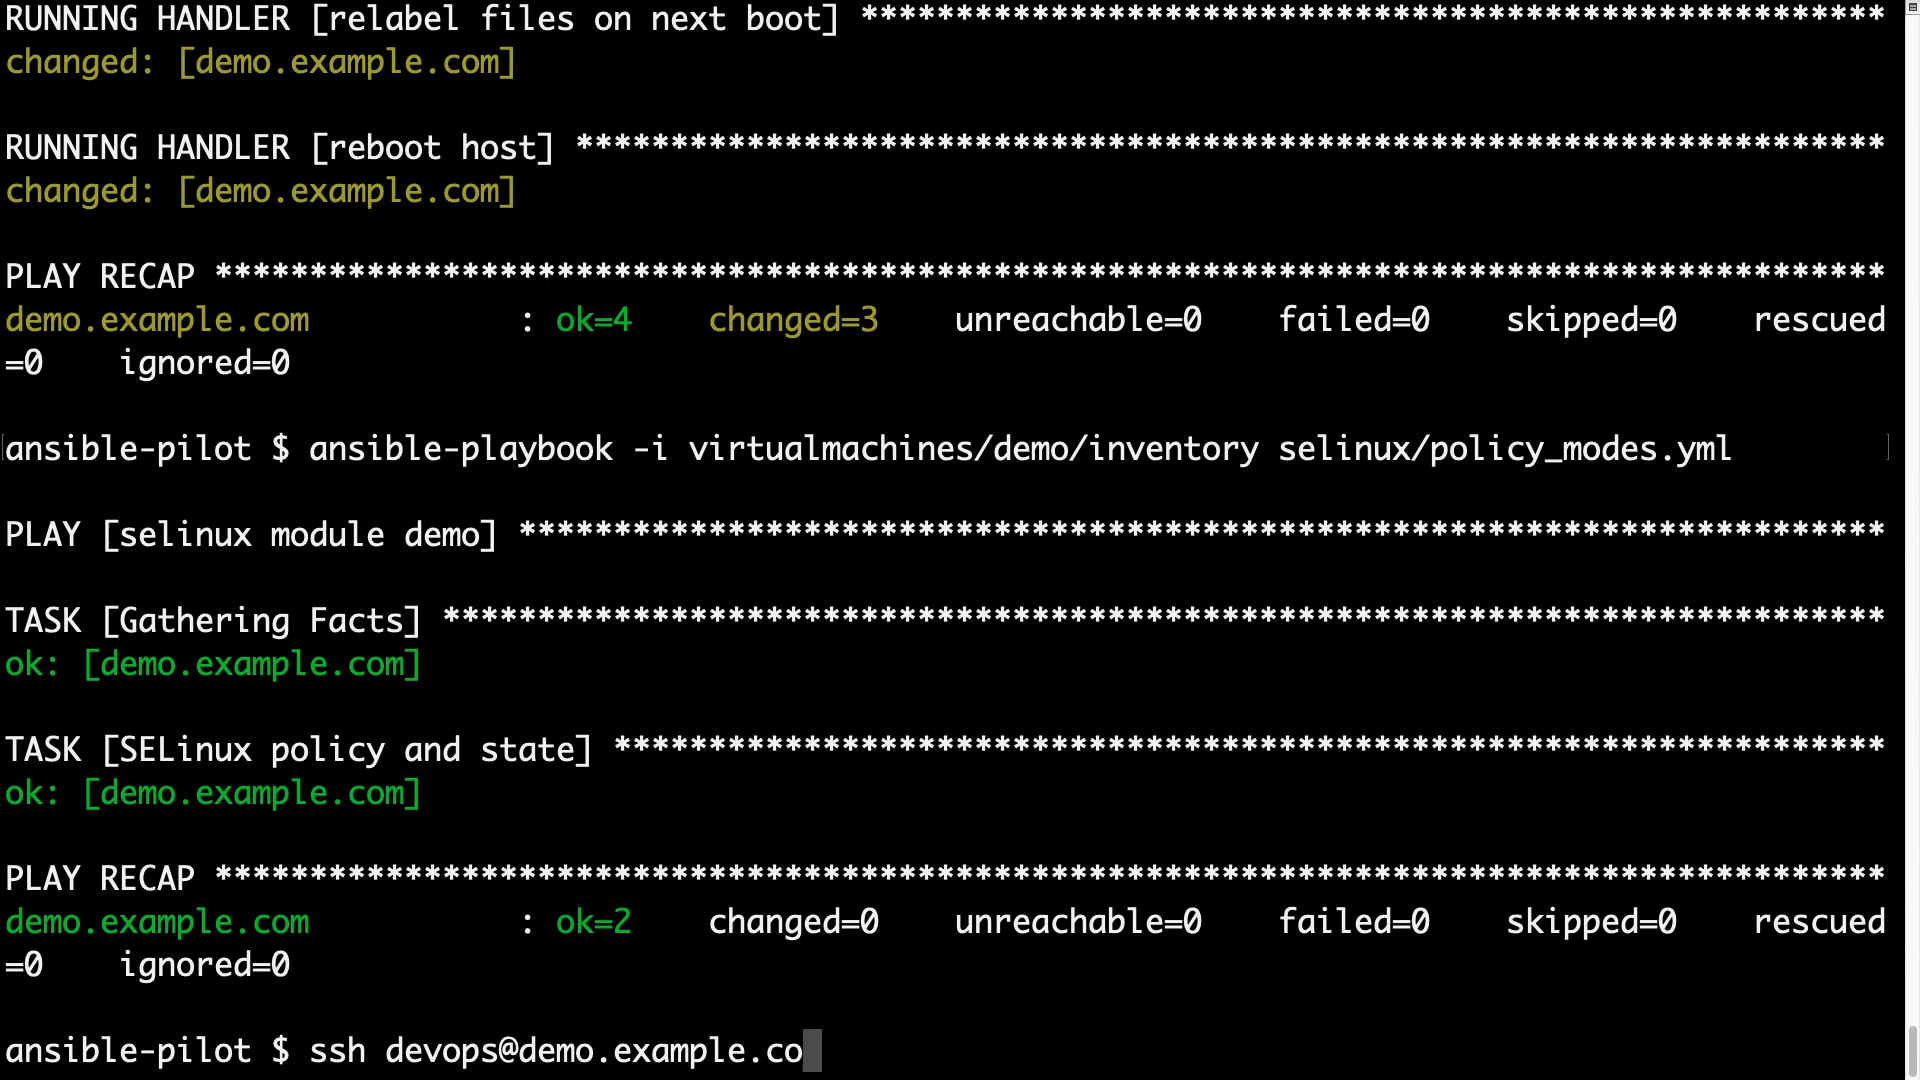 RUNNING HANDLER [relabel files on next boot] ******************************************************
changed: [demo.example.com]
RUNNING HANDLER [reboot host] *********************************************************************
changed: [demo.example.com]
PLAY RECAP ****************************************************************************************
demo.example.com           : ok=4    changed=3    unreachable=0    failed=0    skipped=0    rescued
=0    ignored=0
ansible-pilot $ ansible-playbook -i virtualmachines/demo/inventory selinux/policy_modes.yml
PLAY [selinux module demo] ************************************************************************
TASK [Gathering Facts] ****************************************************************************
ok: [demo.example.com]
TASK [SELinux policy and state] *******************************************************************
ok: [demo.example.com]
PLAY RECAP ****************************************************************************************
demo.example.com           : ok=2    changed=0    unreachable=0    failed=0    skipped=0    rescued
=0    ignored=0
ansible-pilot $ ssh devops@demo.example.co